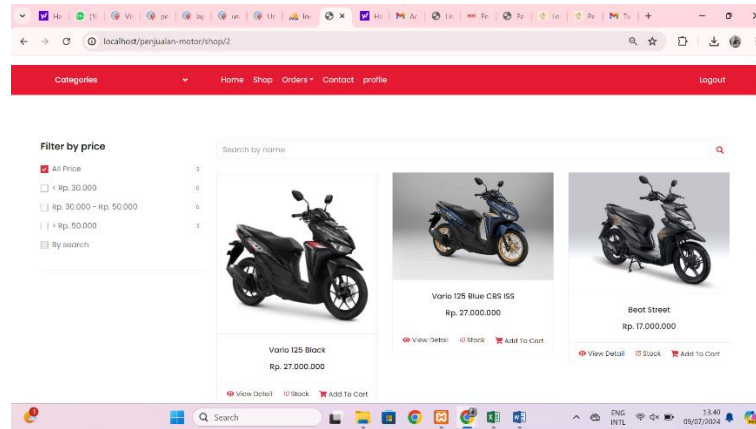 localhost/penjualan-motor/shop/2
Categories
Home Shop Orders Contact profile
Logout
Filter by price
All Price 3
< Rp. 30.000 0
Rp. 30.000 - Rp. 50.000 0
> Rp. 50.000 3
By search
Search by name
Vario 125 Black
Rp. 27.000.000
View Detail Stock Add To Cart
Vario 125 Blue CBS ISS
Rp. 27.000.000
View Detail Stock Add To Cart
Beat Street
Rp. 17.000.000
View Detail Stock Add To Cart
Search
ENG
INTL
13.40
09/07/2024